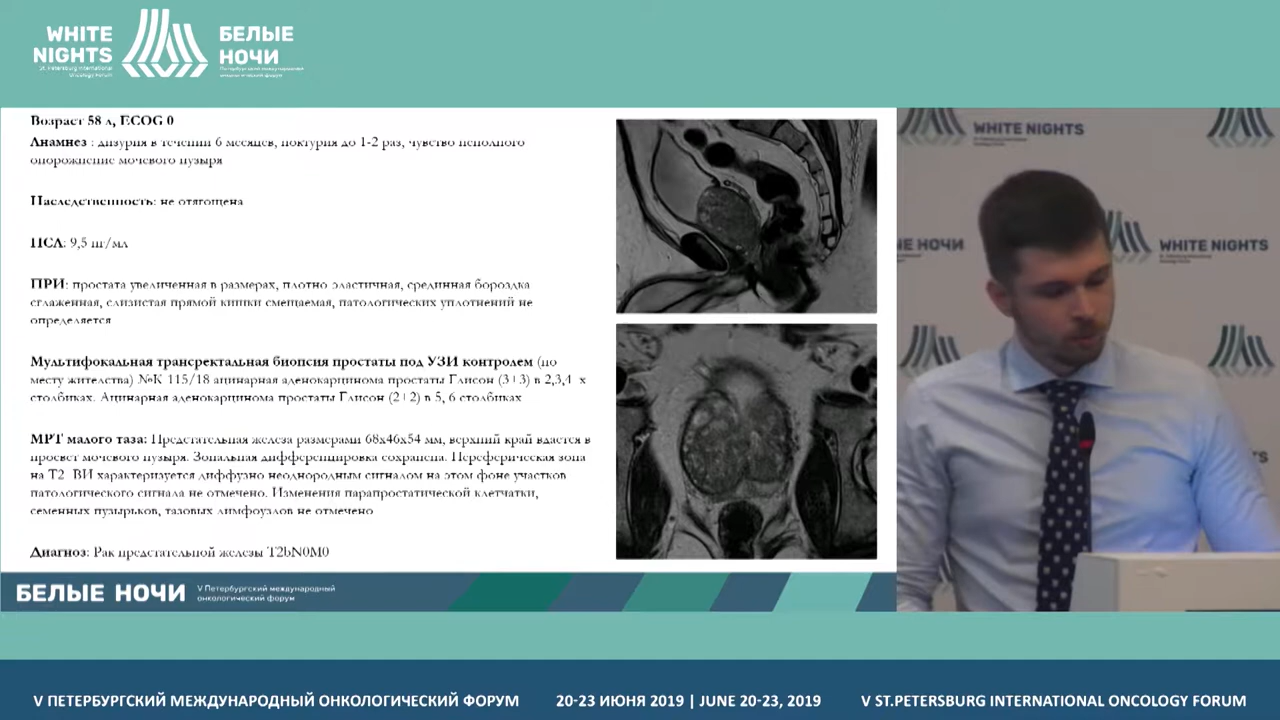 WHITE
NIGHTS
St. Petersburg International
Oncology Forum
БЕЛЫЕ
НОЧИ
Петербургский международный
онкологический форум
Возраст 58 л, ECOG 0
Анамнез : дизурия в течении 6 месяцев, ноктурия до 1-2 раз, чувство неполного
опорожнение мочевого пузыря
Наследственность: не отягощена
ПСА: 9,5 нг/мл
ПРИ: простата увеличенная в размерах, плотно эластичная, срединная бороздка
сглаженная, слизистая прямой кишки смещаемая, патологических уплотнений не
определяется
Мультифокальная трансректальная биопсия простаты под УЗИ контролем (по
месту жителства) №К 115/18 ацинарная аденокарцинома простаты Глисон (3+3) в 2,3,4 х
столбиках. Ацинарная аденокарцинома простаты Глисон (2+2) в 5, 6 столбиках
МРТ малого таза: Предстательная железа размерами 68х46х54 мм, верхний край вдается в
просвет мочевого пузыря. Зональная дифференцировка сохранена. Переферическая зона
на Т2 ВИ характеризуется диффузно неоднородным сигналом на этом фоне участков
патологического сигнала не отмечено. Изменения парапростатической клетчатки,
семенных пузырьков, тазовых лимфоузлов не отмечено
Диагноз: Рак предстательной железы T2bN0M0
БЕЛЫЕ НОЧИ
V Петербургский международный
онкологический форум
WHITE NIGHTS
ЫЕ НОЧИ
WHITE NIGHTS
V ПЕТЕРБУРГСКИЙ МЕЖДУНАРОДНЫЙ ОНКОЛОГИЧЕСКИЙ ФОРУМ
20-23 ИЮНЯ 2019 | JUNE 20-23, 2019
V ST.PETERSBURG INTERNATIONAL ONCOLOGY FORUM